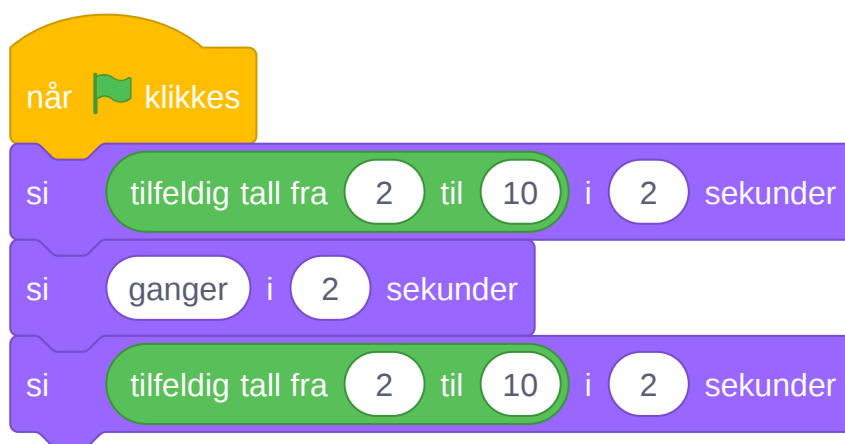 når klikkes
si tilfeldig tall fra 2 til 10 i 2 sekunder
si ganger i 2 sekunder
si tilfeldig tall fra 2 til 10 i 2 sekunder